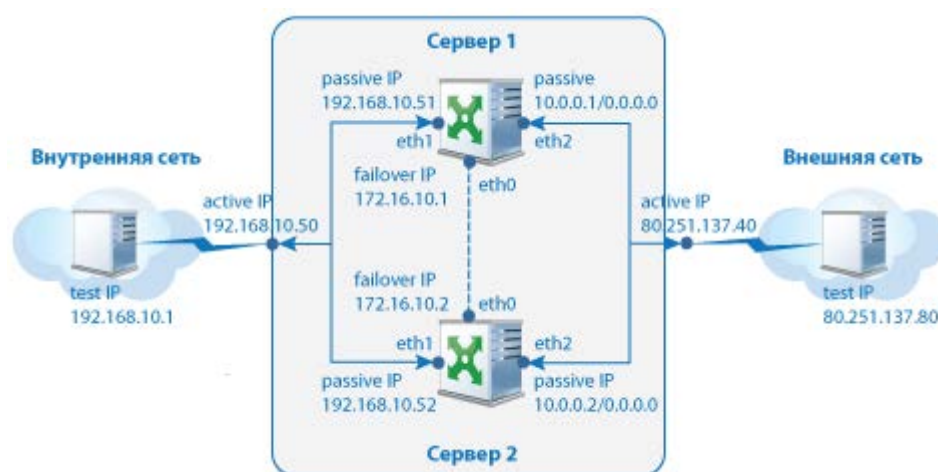 Сервер 1
passive IP
192.168.10.51
passive
10.0.0.1/0.0.0.0
eth1
eth2
Внутренняя сеть
Внешняя сеть
failover IP
172.16.10.1
eth0
active IP
192.168.10.50
active IP
80.251.137.40
test IP
192.168.10.1
failover IP
172.16.10.2
eth0
test IP
80.251.137.80
eth1
eth2
passive IP
192.168.10.52
passive IP
10.0.0.2/0.0.0.0
Сервер 2